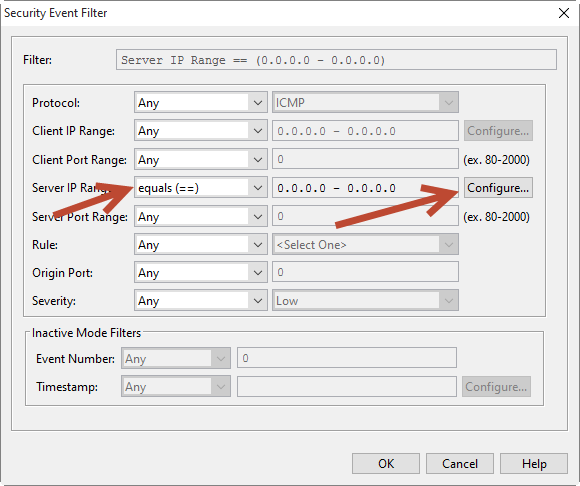 Security Event Filter
Filter: Server IP Range == (0.0.0.0 - 0.0.0.0)
Protocol: Any ICMP
Client IP Range: Any 0.0.0.0 - 0.0.0.0 Configure...
Client Port Range: Any 0 (ex. 80-2000)
Server IP Range: equals (==) 0.0.0.0 - 0.0.0.0 Configure...
Server Port Range: Any 0 (ex. 80-2000)
Rule: Any <Select One>
Origin Port: Any 0
Severity: Any Low
Inactive Mode Filters
Event Number: Any 0
Timestamp: Any Configure...
OK Cancel Help